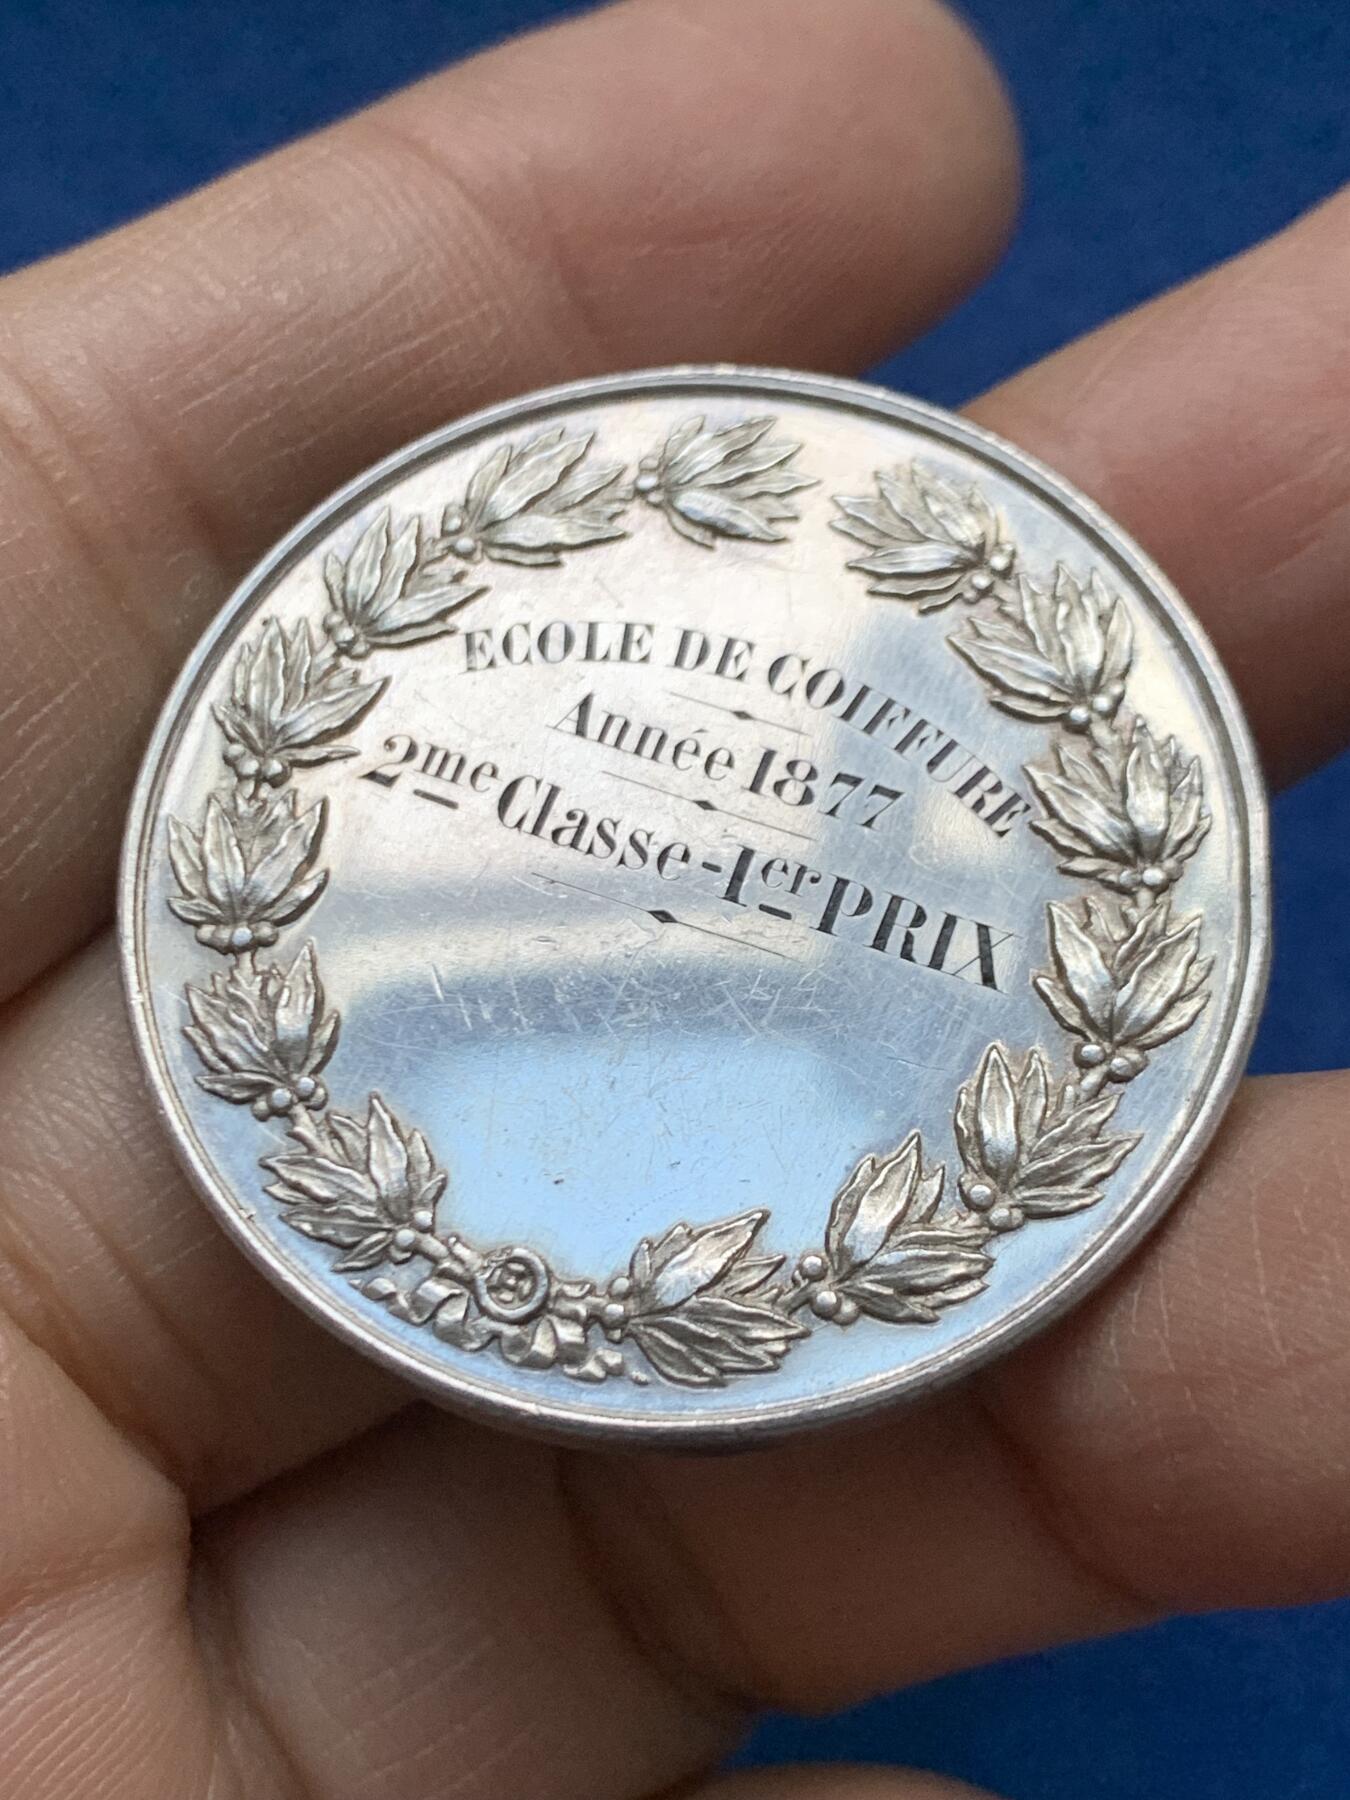 ECOLE DE COIFFURE
Année 1877
2me Classe - 1er PRIX